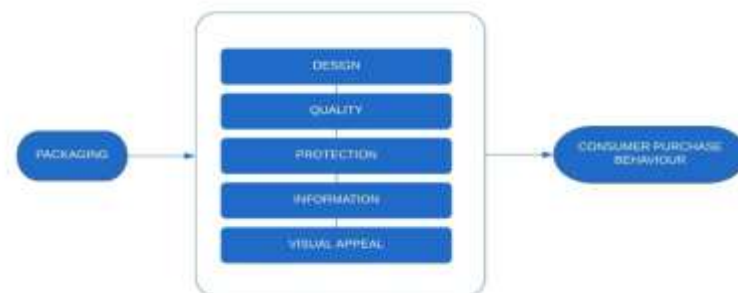 PACKAGING
DESIGN
QUALITY
PROTECTION
INFORMATION
VISUAL APPEAL
CONSUMER PURCHASE
BEHAVIOUR